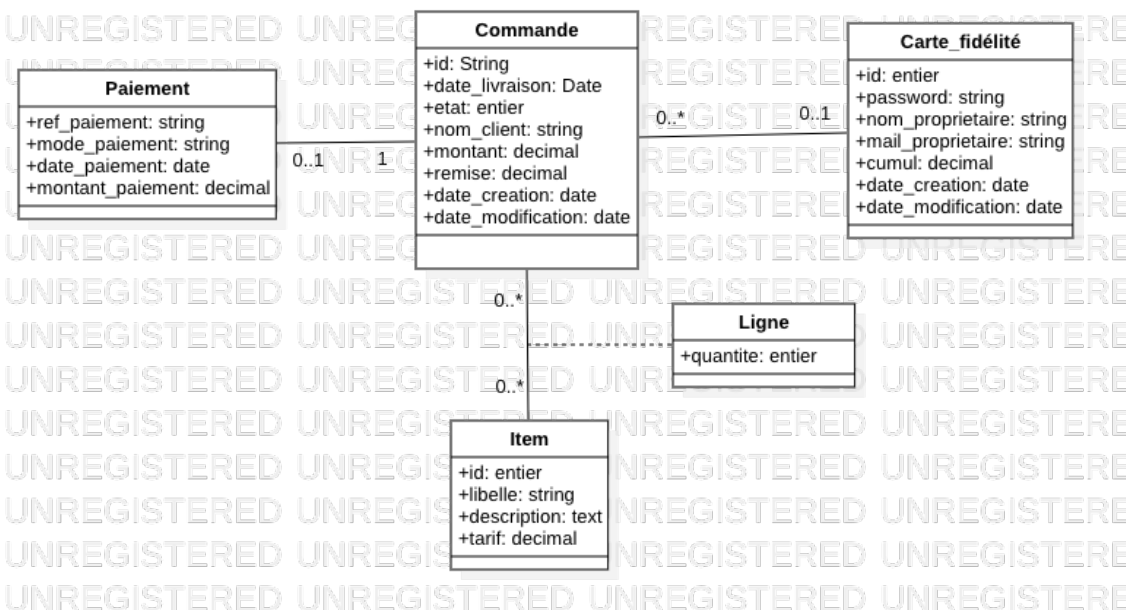 Paiement
+ref_paiement: string
+mode_paiement: string
+date_paiement: date
+montant_paiement: decimal
0..1
1
Commande
+id: String
+date_livraison: Date
+etat: entier
+nom_client: string
+montant: decimal
+remise: decimal
+date_creation: date
+date_modification: date
0..*
0..1
Carte_fidélité
+id: entier
+password: string
+nom_proprietaire: string
+mail_proprietaire: string
+cumul: decimal
+date_creation: date
+date_modification: date
0..*
0..*
Ligne
+quantite: entier
Item
+id: entier
+libelle: string
+description: text
+tarif: decimal
UNREGISTERED UNREGISTERED UNREGISTERED UNREGISTERED